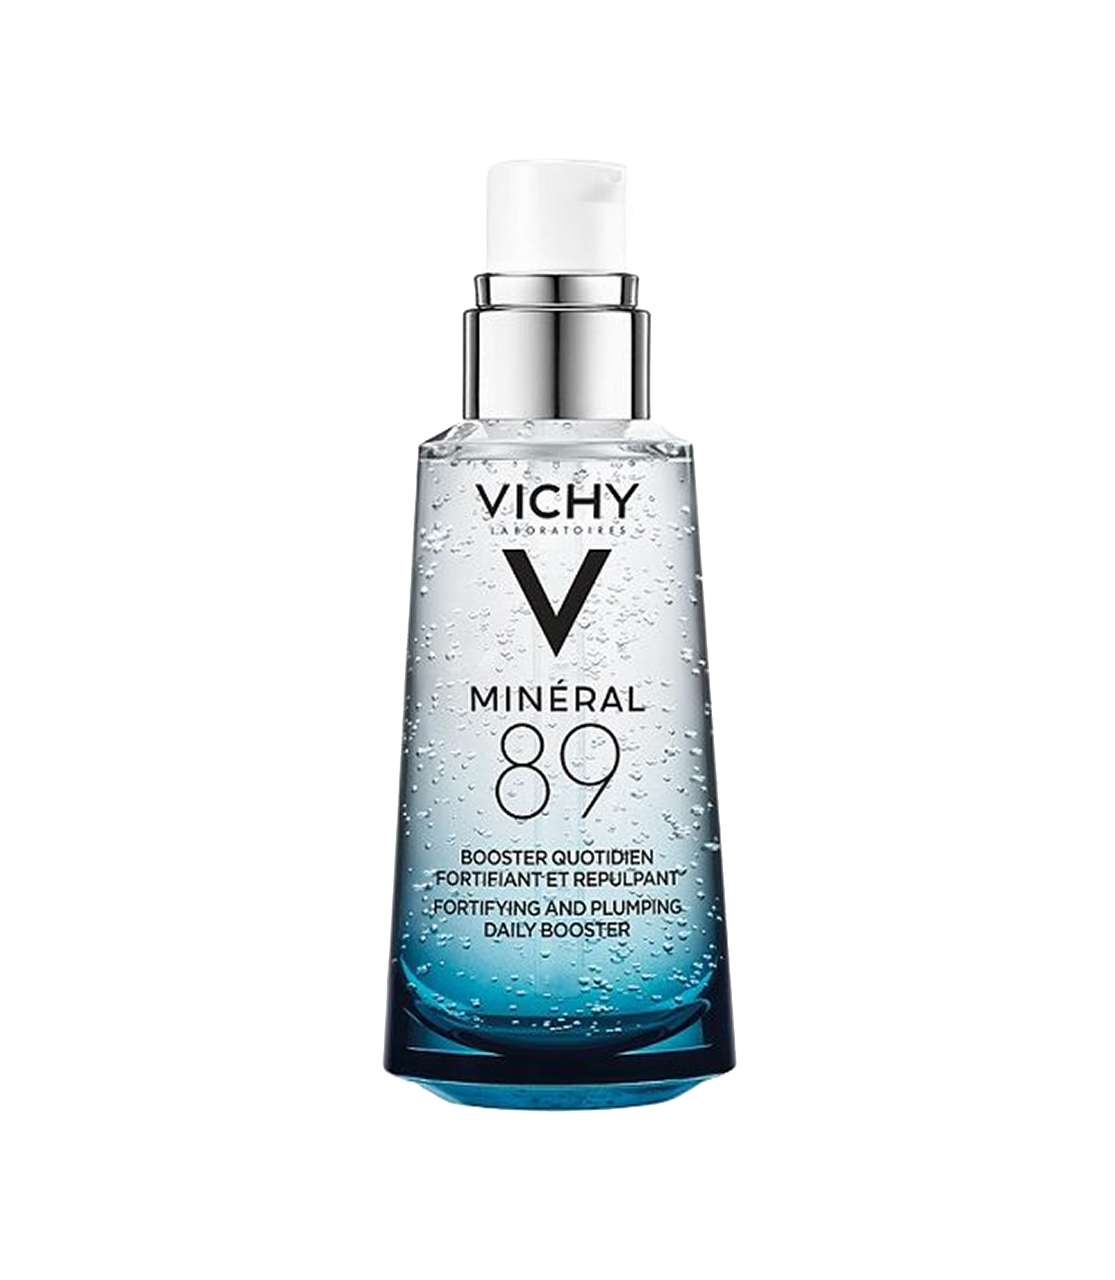 VICHY
LABORATOIRES
V
MINÉRAL
89
BOOSTER QUOTIDIEN
FORTIFIANT ET REPULPANT
FORTIFYING AND PLUMPING
DAILY BOOSTER